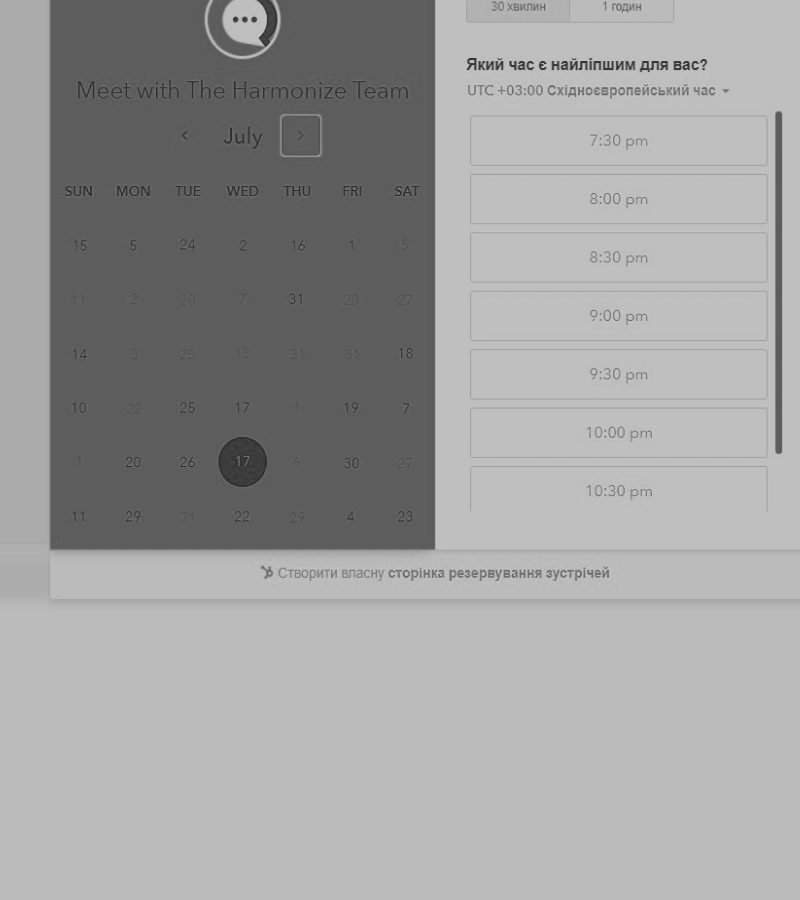 30 хвилин 1 годин
Який час є найліпшим для вас?
UTC +03:00 Східноєвропейський час
Meet with The Harmonize Team
July
SUN MON TUE WED THU FRI SAT
15 5 24 2 16 1 5
11 2 28 7 31 20 27
14 3 25 13 31 31 18
10 22 25 17 1 19 7
1 20 26 17 6 30 27
11 29 21 22 29 4 23
7:30 pm
8:00 pm
8:30 pm
9:00 pm
9:30 pm
10:00 pm
10:30 pm
Створити власну сторінка резервування зустрічей